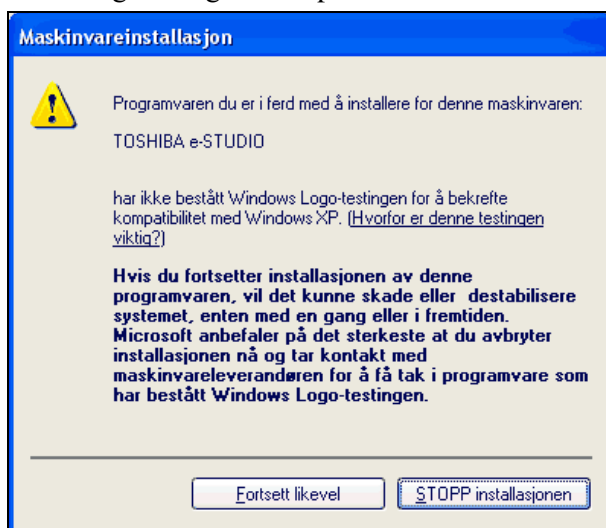 Maskinvareinstallasjon
Programvaren du er i ferd med å installere for denne maskinvaren:
TOSHIBA e-STUDIO
har ikke bestått Windows Logo-testingen for å bekrefte
kompatibilitet med Windows XP. (Hvorfor er denne testingen
viktig?)
Hvis du fortsetter installasjonen av denne
programvaren, vil det kunne skade eller destabilisere
systemet, enten med en gang eller i fremtiden.
Microsoft anbefaler på det sterkeste at du avbryter
installasjonen nå og tar kontakt med
maskinvareleverandøren for å få tak i programvare som
har bestått Windows Logo-testingen.
Fortsett likevel
STOPP installasjonen